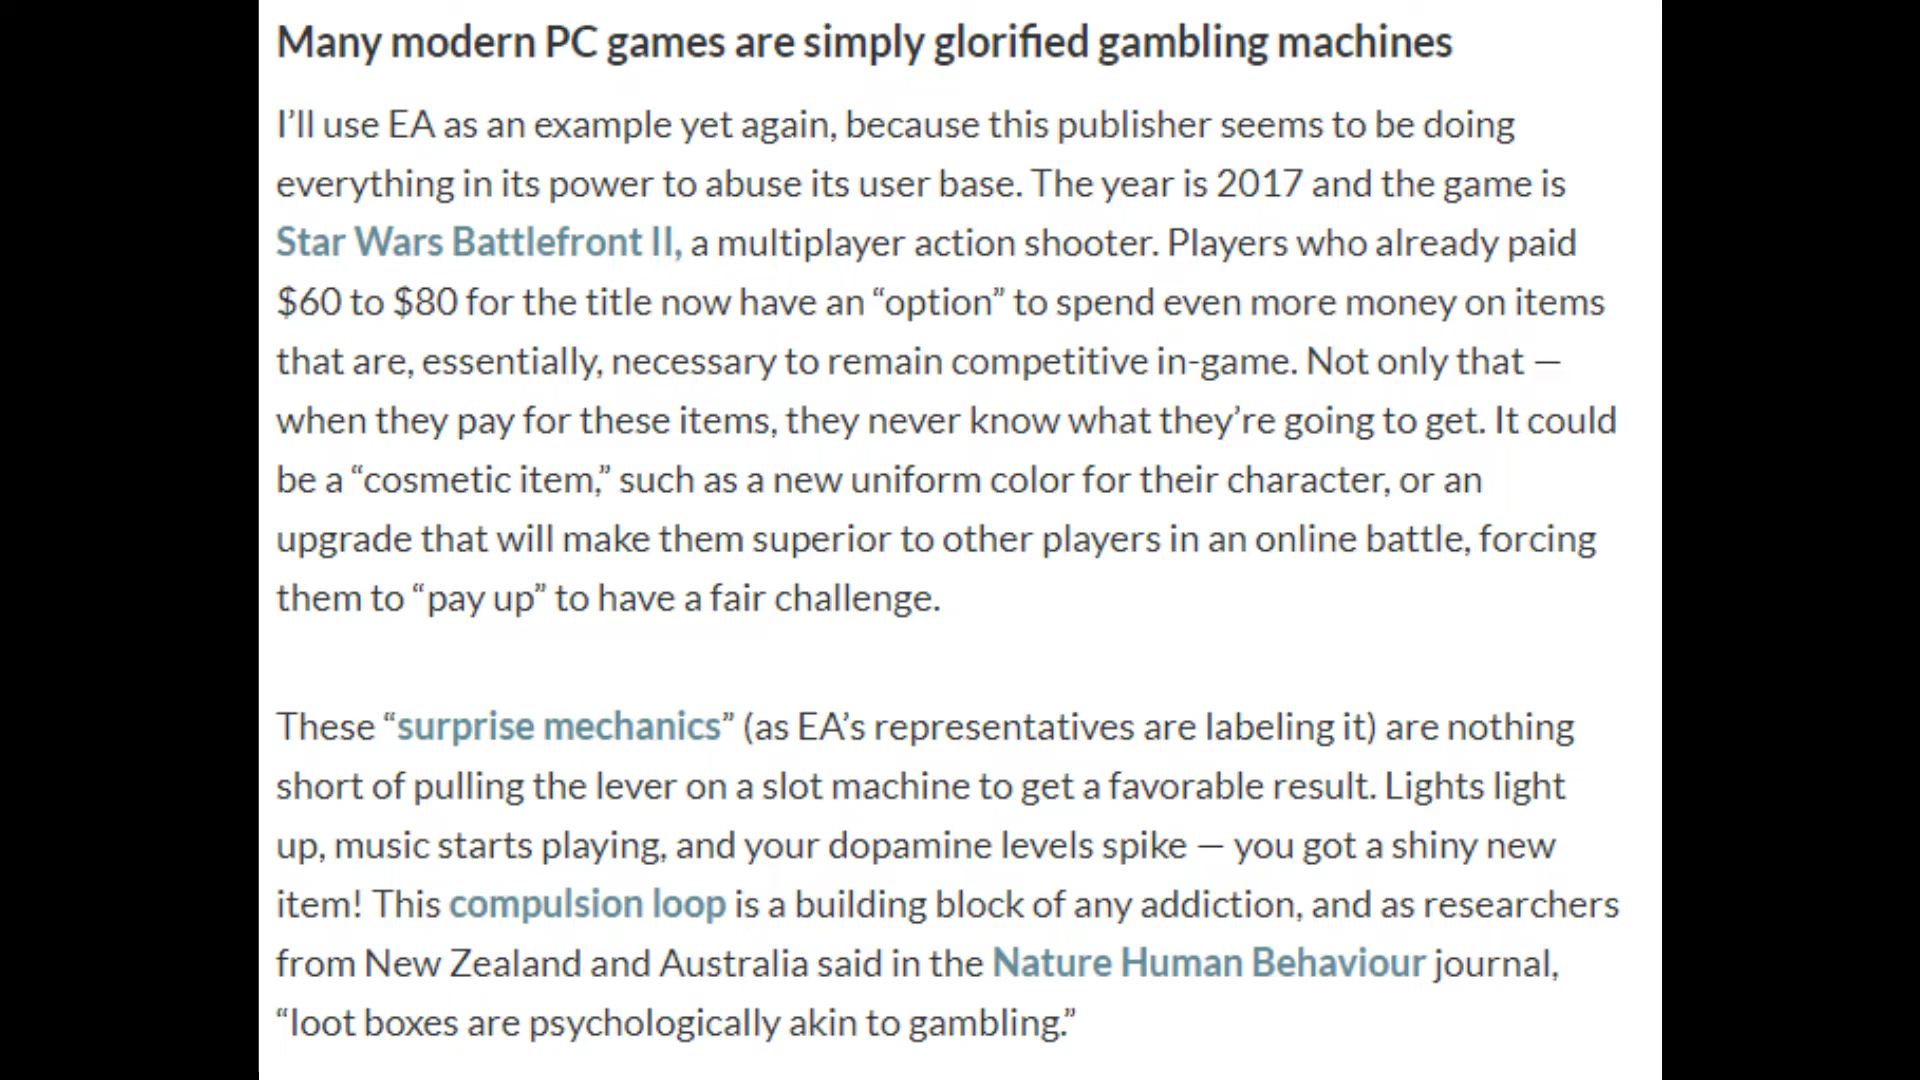 Many modern PC games are simply glorified gambling machines
I’ll use EA as an example yet again, because this publisher seems to be doing
everything in its power to abuse its user base. The year is 2017 and the game is
Star Wars Battlefront II, a multiplayer action shooter. Players who already paid
$60 to $80 for the title now have an “option” to spend even more money on items
that are, essentially, necessary to remain competitive in-game. Not only that —
when they pay for these items, they never know what they’re going to get. It could
be a “cosmetic item,” such as a new uniform color for their character, or an
upgrade that will make them superior to other players in an online battle, forcing
them to “pay up” to have a fair challenge.
These “surprise mechanics” (as EA’s representatives are labeling it) are nothing
short of pulling the lever on a slot machine to get a favorable result. Lights light
up, music starts playing, and your dopamine levels spike — you got a shiny new
item! This compulsion loop is a building block of any addiction, and as researchers
from New Zealand and Australia said in the Nature Human Behaviour journal,
“loot boxes are psychologically akin to gambling.”